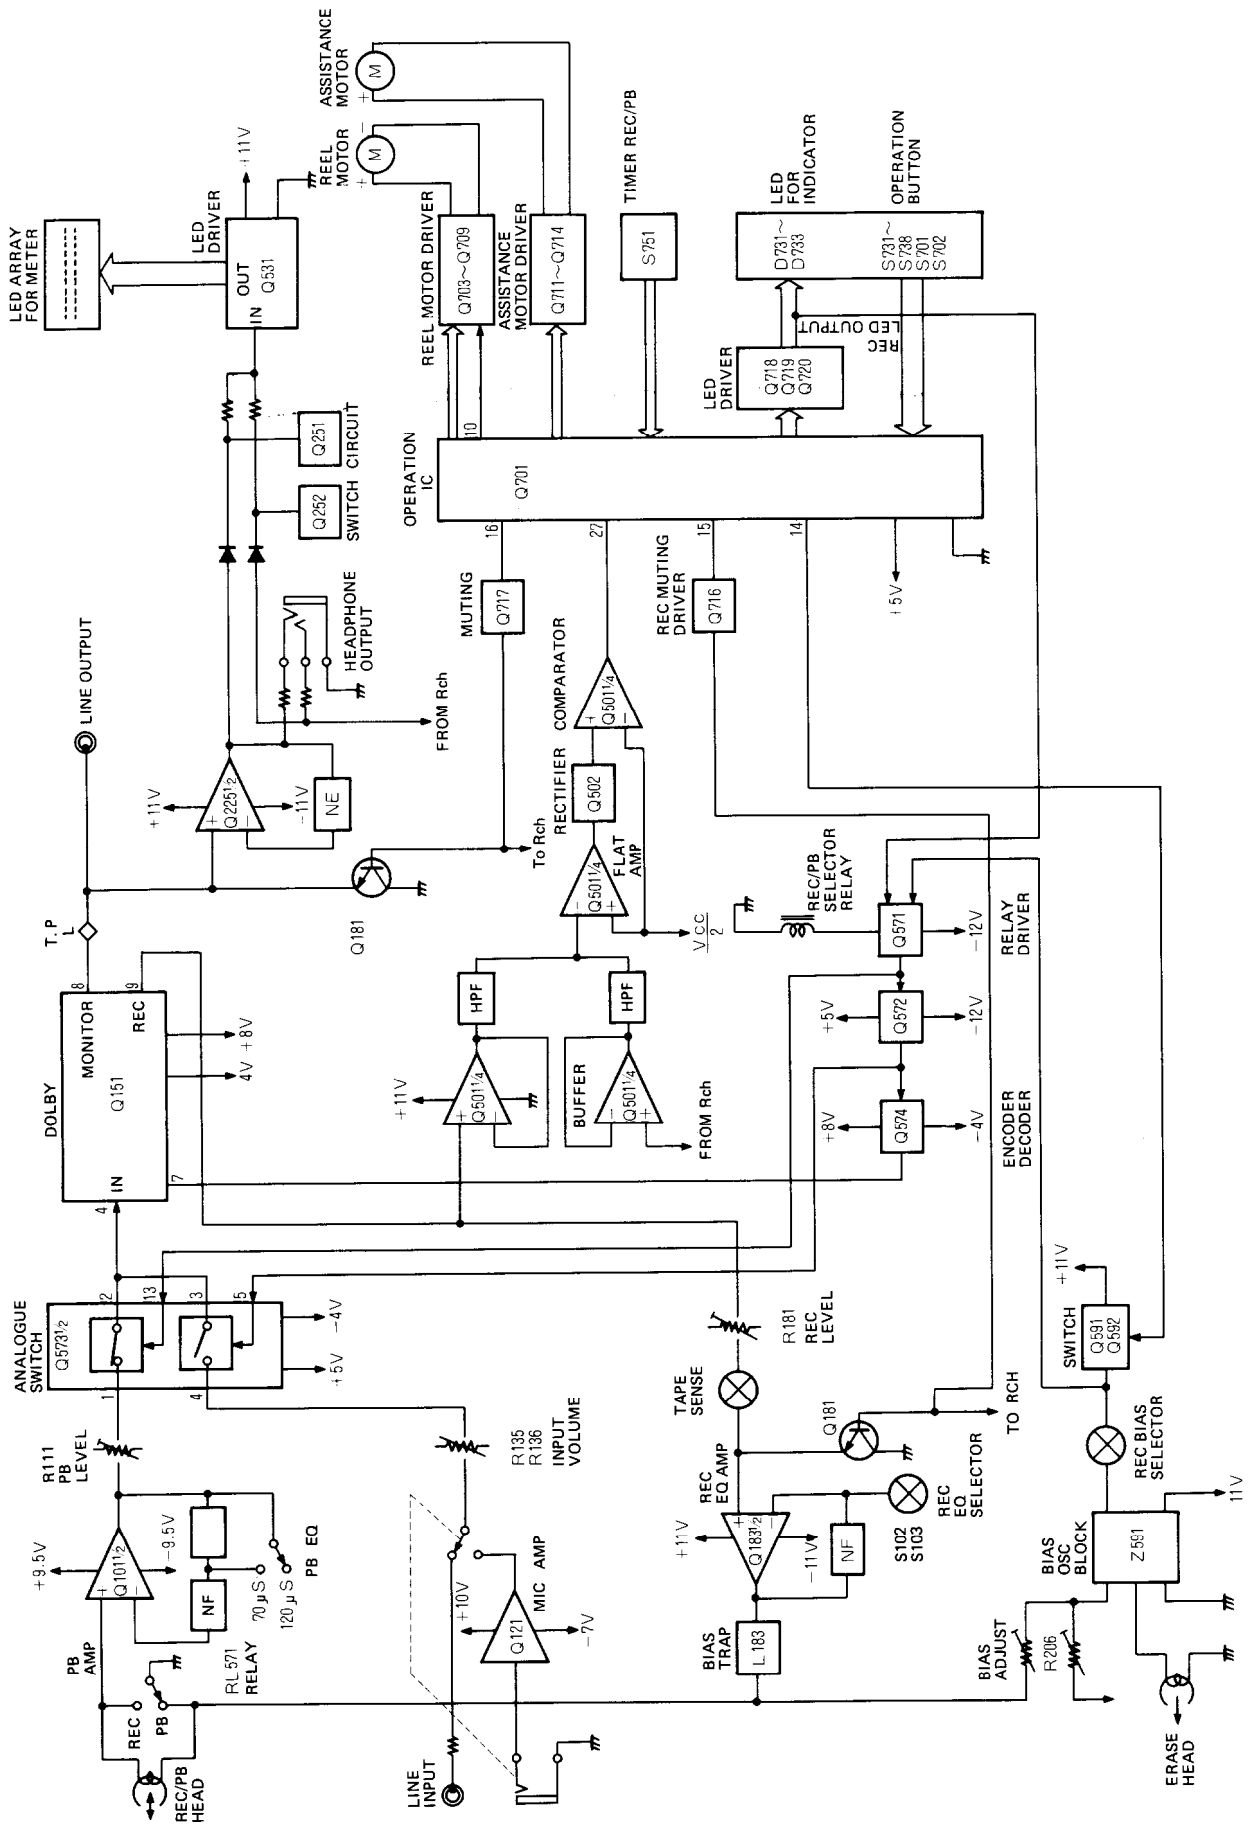 REC/PB
HEAD
REC
PB
PB
AMP
+9.5V
Q101½
-9.5V
NF
RL571
RELAY
70μS
120μS
PB EQ
R111
PB
LEVEL
ANALOGUE
SWITCH
Q573½
1
2
13
4
3
5
+5V
-4V
DOLBY
Q151
IN
MONITOR
REC
4
7
8
9
4V
+8V
T.P
L
LINE OUTPUT
Q181
+11V
Q225½
-11V
NE
HEADPHONE
OUTPUT
FROM Rch
Q252
Q251
SWITCH CIRCUIT
LED ARRAY
FOR METER
LED
DRIVER
OUT
Q531
IN
+11V
LINE
INPUT
+10V
Q121
-7V
MIC AMP
R135
R136
INPUT
VOLUME
+11V
Q501¼
BUFFER
Q501¼
FROM Rch
HPF
HPF
Q501¼
FLAT
AMP
VCC
2
RECTIFIER
Q502
COMPARATOR
Q501¼
MUTING
Q717
To Rch
REC MUTING
DRIVER
Q716
OPERATION
IC
Q701
16
27
15
14
10
+5V
REEL MOTOR DRIVER
Q703~Q709
ASSISTANCE
MOTOR DRIVER
Q711~Q714
REEL
MOTOR
+
M
-
ASSISTANCE
MOTOR
+
M
TIMER REC/PB
S751
LED
DRIVER
Q718
Q719
Q720
REC
LED OUTPUT
LED
FOR
INDICATOR
D731~
D733
OPERATION
BUTTON
S731~
S738
S701
S702
REC/PB
SELECTOR
RELAY
Q571
-12V
RELAY
DRIVER
+5V
Q572
-12V
+8V
Q574
-4V
ENCODER
DECODER
BIAS
TRAP
L183
REC
EQ AMP
+11V
Q183½
-11V
NF
S102
S103
REC
EQ
SELECTOR
TAPE
SENSE
R181
REC
LEVEL
Q181
TO RCH
BIAS
ADJUST
R206
ERASE
HEAD
BIAS
OSC
BLOCK
Z591
11V
REC BIAS
SELECTOR
SWITCH
Q591
Q592
+11V